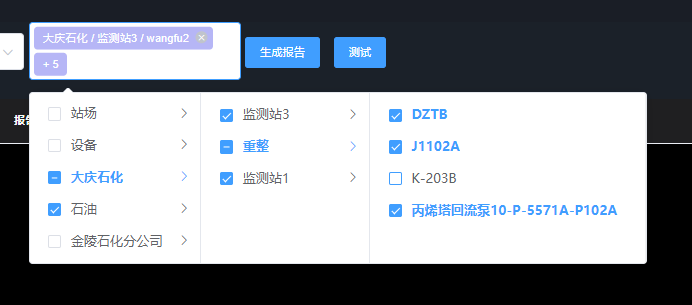 大庆石化 / 监测站3 / wangfu2
+ 5
生成报告
测试
报
站场
设备
大庆石化
石油
金陵石化分公司
监测站3
重整
监测站1
DZTB
J1102A
K-203B
丙烯塔回流泵10-P-5571A-P102A